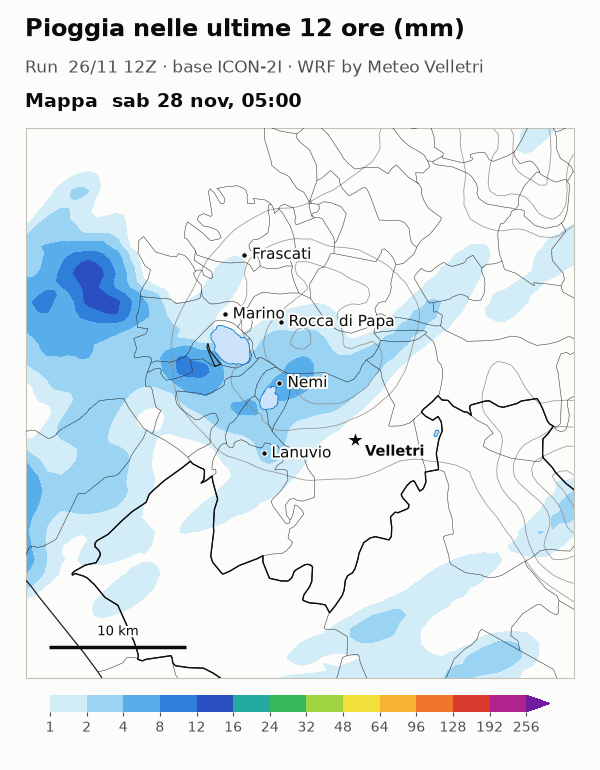 Pioggia nelle ultime 12 ore (mm)
Run 26/11 12Z · base ICON-2I · WRF by Meteo Velletri
Mappa sab 28 nov, 05:00
Frascati
Marino
Rocca di Papa
Nemi
Velletri
Lanuvio
10 km
1 2 4 8 12 16 24 32 48 64 96 128 192 256